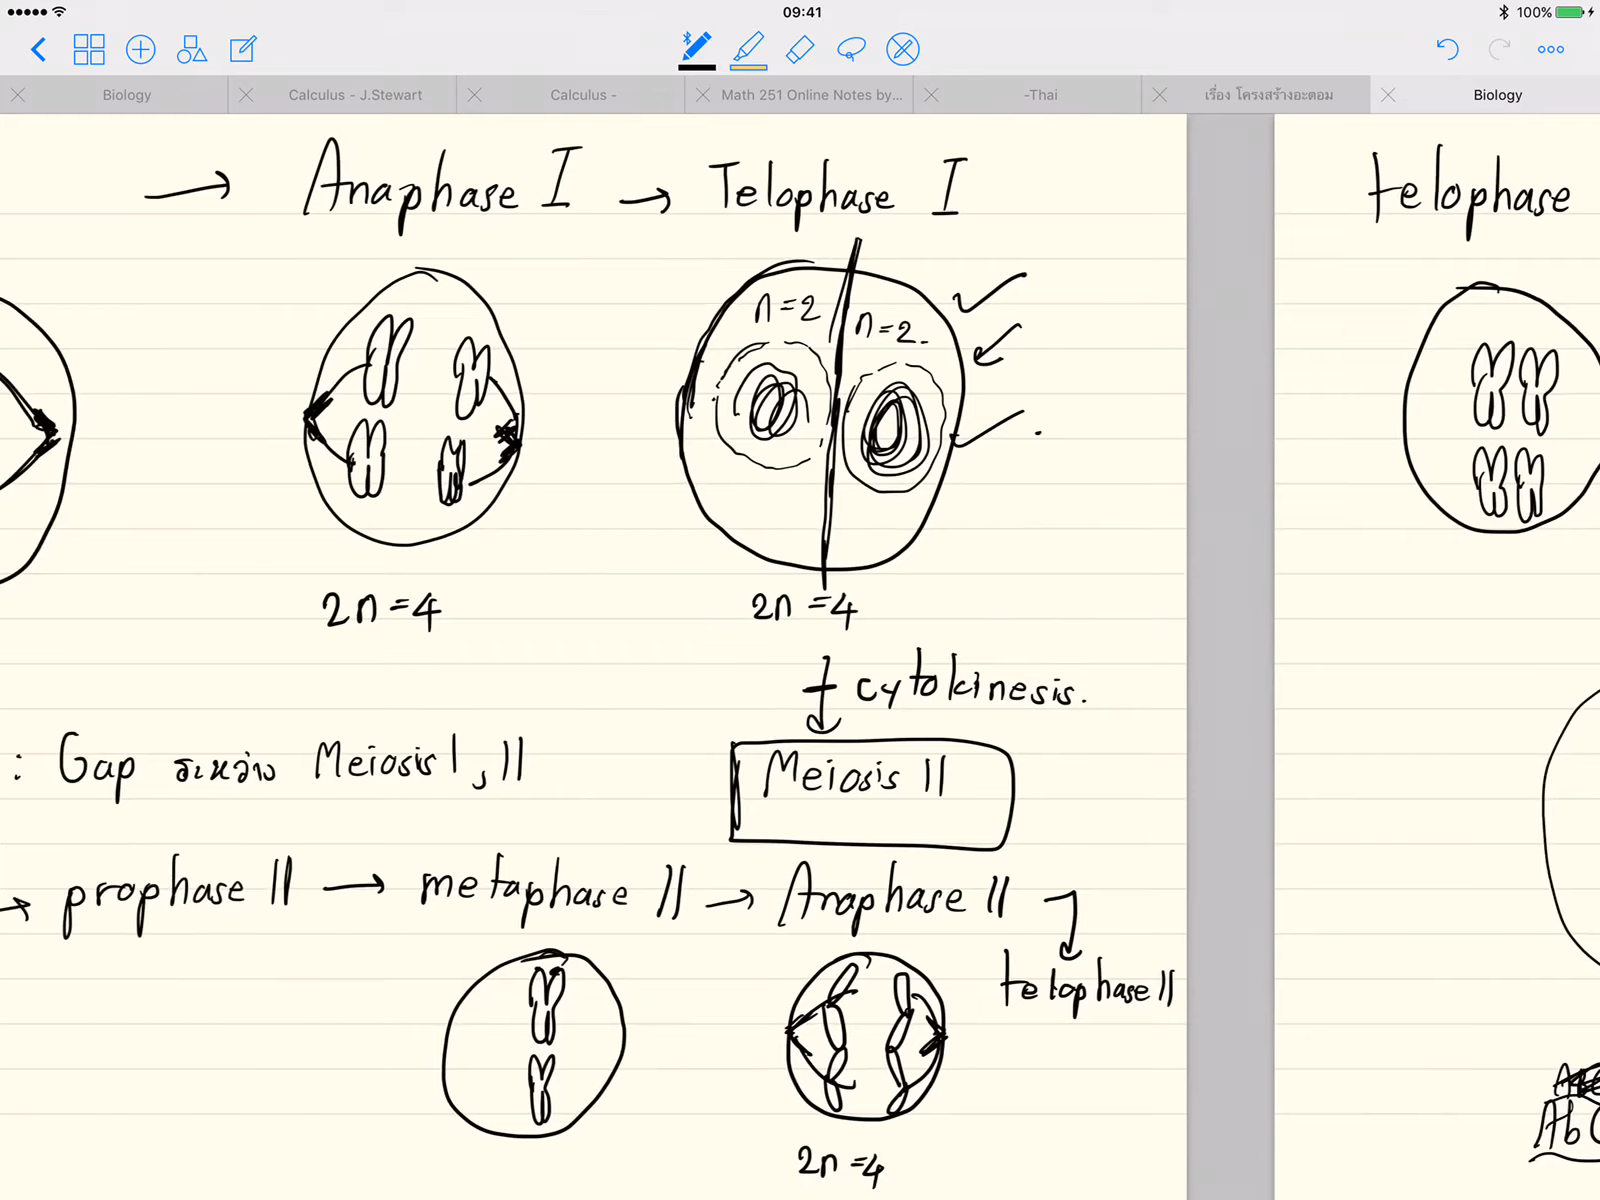 09:41
100%
Biology
Calculus - J.Stewart
Calculus -
Math 251 Online Notes by...
-Thai
เรื่อง โครงสร้างอะตอม
Biology
→ Anaphase I → Telophase I
telophase
n=2
n=2.
2n=4
2n=4
+ cytokinesis.
: Gap ระหว่าง Meiosis I, II
Meiosis II
→ prophase II → metaphase II → Anaphase II
telophase II
2n=4